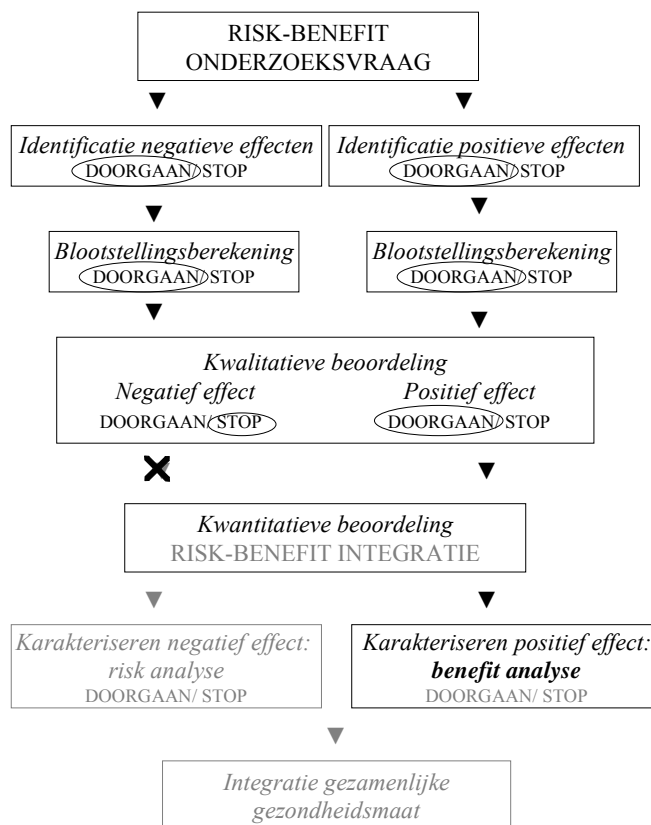 RISK-BENEFIT
ONDERZOEKSVRAAG
Identificatie negatieve effecten
DOORGAAN/ STOP
Identificatie positieve effecten
DOORGAAN/ STOP
Blootstellingsberekening
DOORGAAN/ STOP
Blootstellingsberekening
DOORGAAN/ STOP
Kwalitatieve beoordeling
Negatief effect
DOORGAAN/ STOP
Positief effect
DOORGAAN/ STOP
Kwantitatieve beoordeling
RISK-BENEFIT INTEGRATIE
Karakteriseren negatief effect:
risk analyse
DOORGAAN/ STOP
Karakteriseren positief effect:
benefit analyse
DOORGAAN/ STOP
Integratie gezamenlijke
gezondheidsmaat